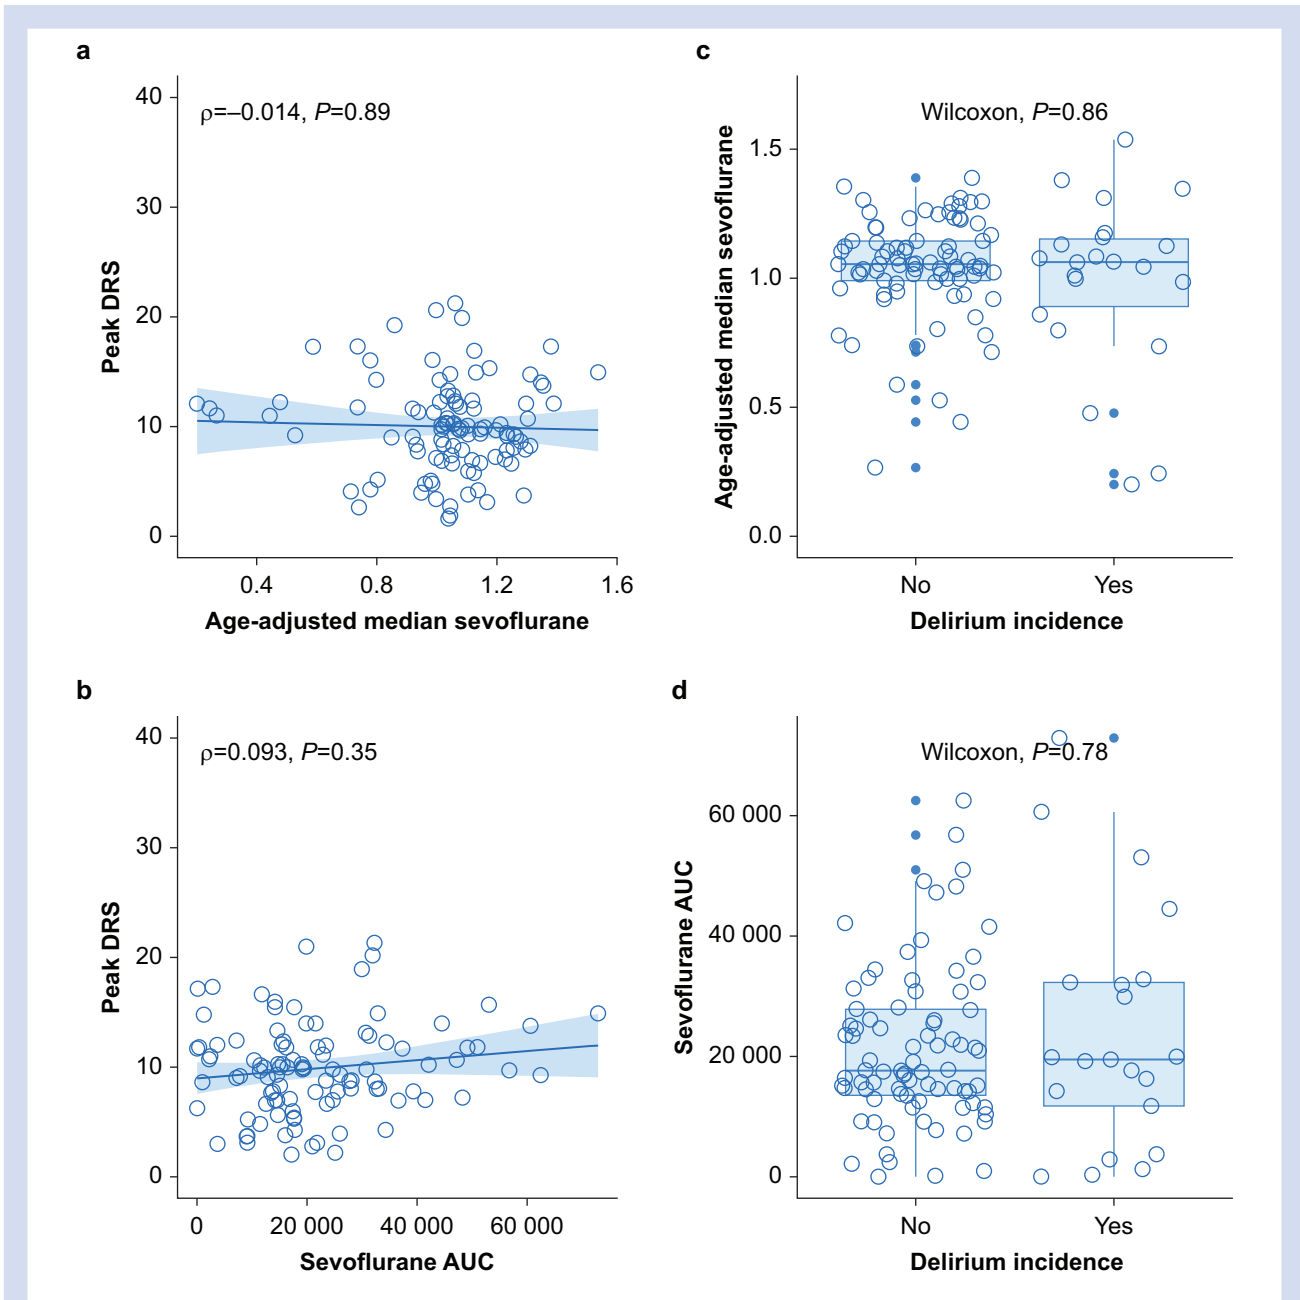 a
ρ=–0.014, P=0.89
Peak DRS
40
30
20
10
0
0.4 0.8 1.2 1.6
Age-adjusted median sevoflurane
c
Wilcoxon, P=0.86
Age-adjusted median sevoflurane
1.5
1.0
0.5
0.0
No Yes
Delirium incidence
b
ρ=0.093, P=0.35
Peak DRS
40
30
20
10
0
0 20 000 40 000 60 000
Sevoflurane AUC
d
Wilcoxon, P=0.78
Sevoflurane AUC
60 000
40 000
20 000
0
No Yes
Delirium incidence